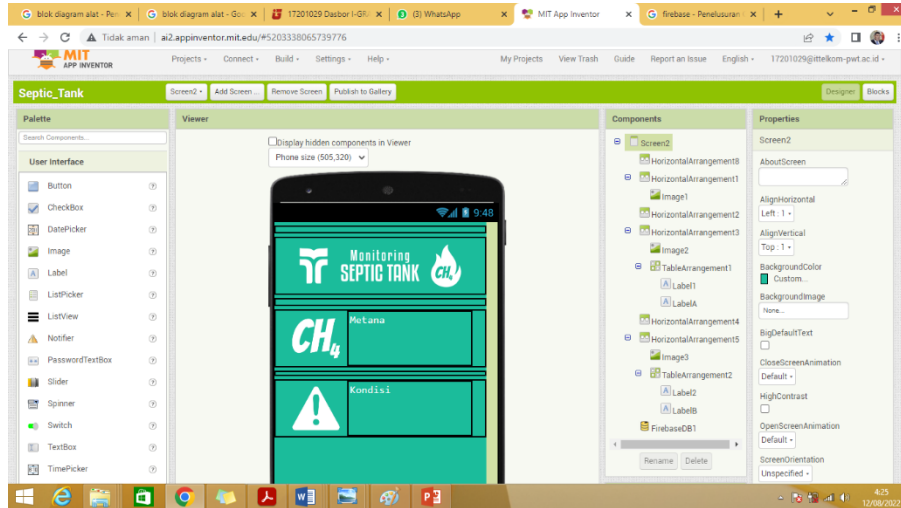 blok diagram alat - Pen
blok diagram alat - Goo
17201029 Dasbor I-GRA
(3) WhatsApp
MIT App Inventor
firebase - Penelusuran
Tidak aman
ai2.appinventor.mit.edu/#5203338065739776
MIT
APP INVENTOR
Projects
Connect
Build
Settings
Help
My Projects
View Trash
Guide
Report an Issue
English
17201029@ittelkom-pwt.ac.id
Septic_Tank
Screen2
Add Screen ...
Remove Screen
Publish to Gallery
Designer
Blocks
Palette
Search Components...
User Interface
Button
CheckBox
DatePicker
Image
Label
ListPicker
ListView
Notifier
PasswordTextBox
Slider
Spinner
Switch
TextBox
TimePicker
Viewer
Display hidden components in Viewer
Phone size (505,320)
9:48
Monitoring
SEPTIC TANK
CH4
CH4
Metana
Kondisi
Components
Screen2
HorizontalArrangement8
HorizontalArrangement1
Image1
HorizontalArrangement2
HorizontalArrangement3
Image2
TableArrangement1
Label1
LabelA
HorizontalArrangement4
HorizontalArrangement5
Image3
TableArrangement2
Label2
LabelB
FirebaseDB1
Rename
Delete
Properties
Screen2
AboutScreen
AlignHorizontal
Left : 1
AlignVertical
Top : 1
BackgroundColor
Custom...
BackgroundImage
None...
BigDefaultText
CloseScreenAnimation
Default
HighContrast
OpenScreenAnimation
Default
ScreenOrientation
Unspecified
4:25
12/08/2022